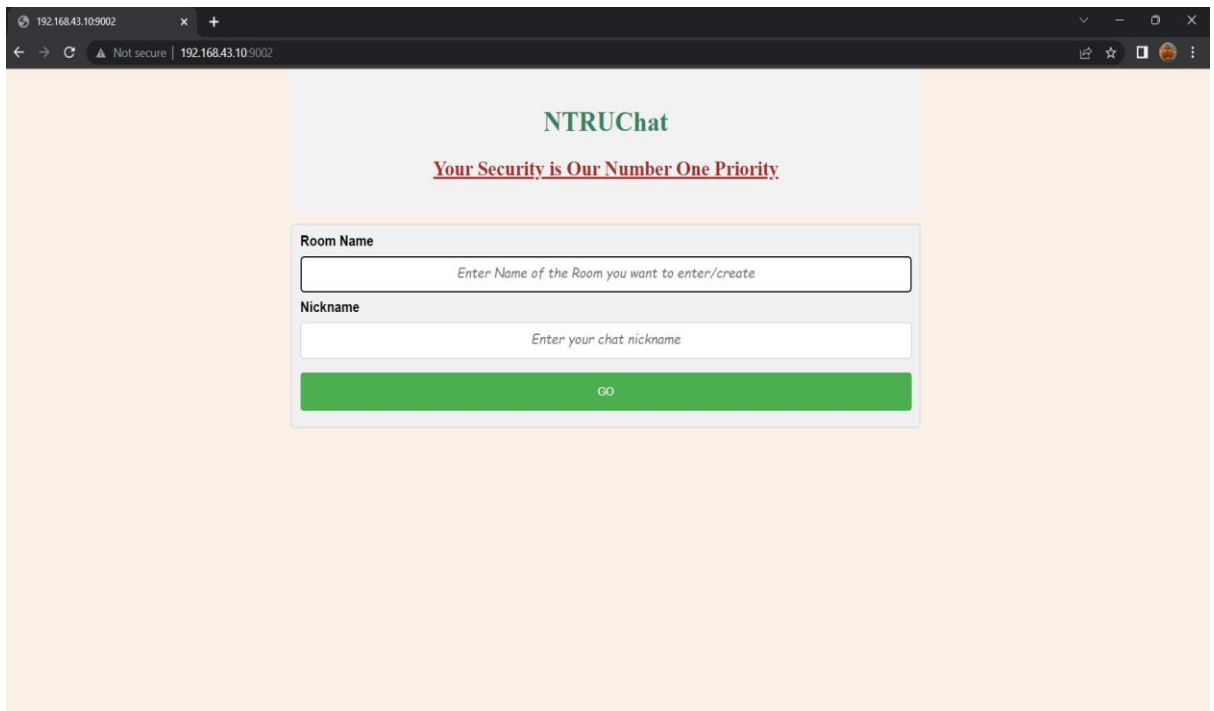 192.168.43.10:9002
Not secure | 192.168.43.10:9002
NTRUChat
Your Security is Our Number One Priority
Room Name
Enter Name of the Room you want to enter/create
Nickname
Enter your chat nickname
GO